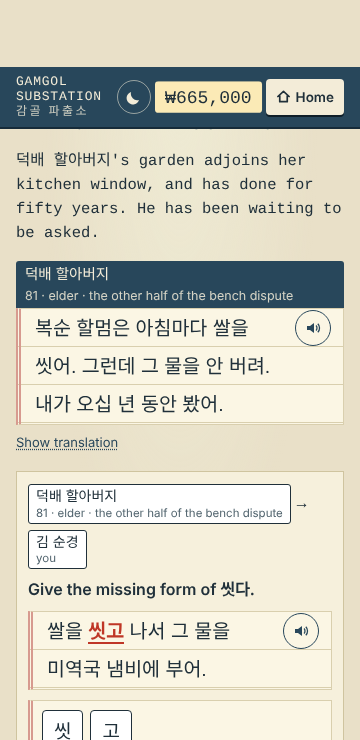 GAMGOL
SUBSTATION
감골 파출소
₩665,000
Home
덕배 할아버지's garden adjoins her
kitchen window, and has done for
fifty years. He has been waiting to
be asked.
덕배 할아버지
81 · elder · the other half of the bench dispute
복순 할멈은 아침마다 쌀을
씻어. 그런데 그 물을 안 버려.
내가 오십 년 동안 봤어.
Show translation
덕배 할아버지
81 · elder · the other half of the bench dispute
→
김 순경
you
Give the missing form of 씻다.
쌀을 씻고 나서 그 물을
미역국 냄비에 부어.
씻 고